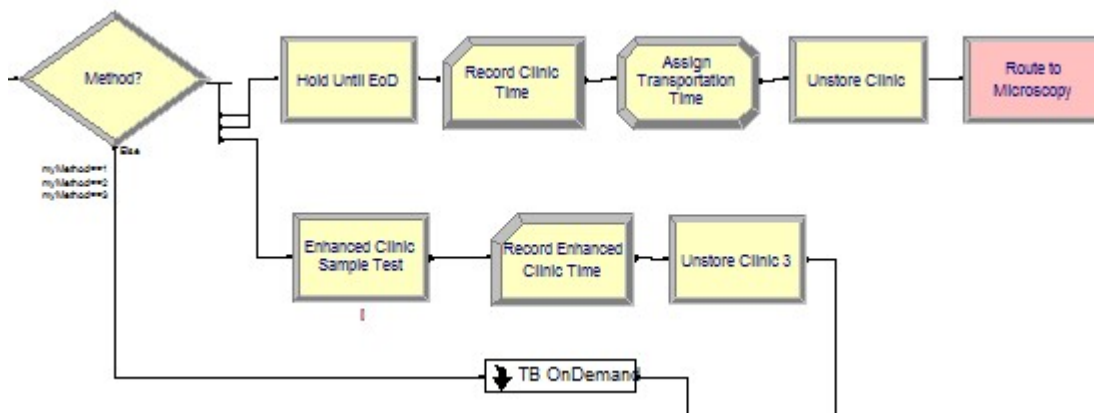 Method?
Hold Until EoD
Record Clinic
Time
Assign
Transportation
Time
Unstore Clinic
Route to
Microscopy
Else
myMethod==1
myMethod==2
myMethod==3
Enhanced Clinic
Sample Test
Record Enhanced
Clinic Time
Unstore Clinic 3
TB OnDemand